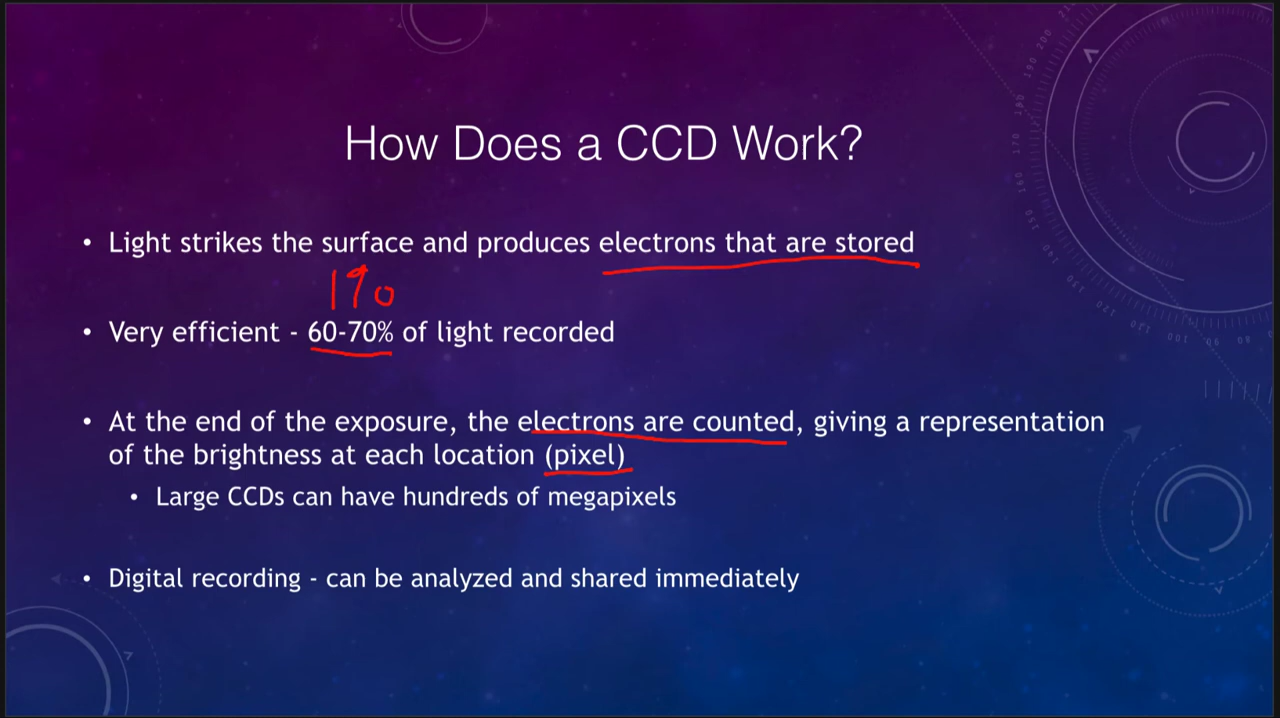 How Does a CCD Work?
• Light strikes the surface and produces electrons that are stored
1%
• Very efficient - 60-70% of light recorded
• At the end of the exposure, the electrons are counted, giving a representation
of the brightness at each location (pixel)
• Large CCDs can have hundreds of megapixels
• Digital recording - can be analyzed and shared immediately